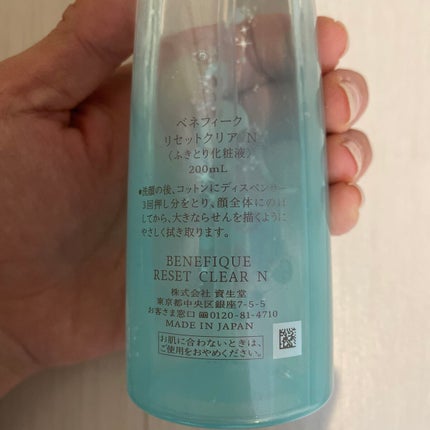 ベネフィーク
リセットクリア N
〈ふきとり化粧液〉
200mL
●洗顔の後、コットンにディスペンサー
3回押し分をとり、顔全体にのば
してから、大きならせんを描くように
やさしく拭き取ります。
BENEFIQUE
RESET CLEAR N
株式会社 資生堂
東京都中央区銀座7-5-5
お客さま窓口 ☎0120-81-4710
MADE IN JAPAN
お肌に合わないときは、
ご使用をおやめください。